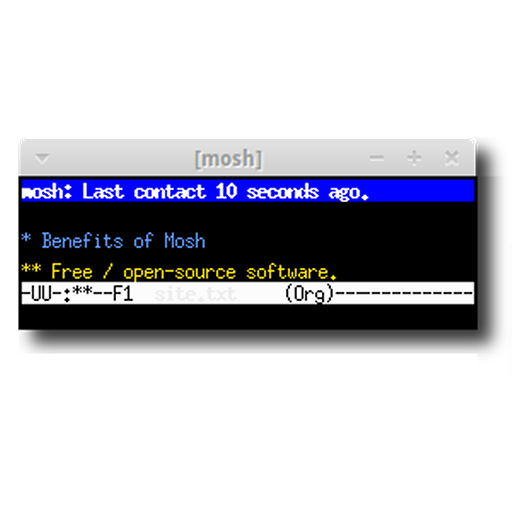 [mosh]
mosh: Last contact 10 seconds ago.
* Benefits of Mosh
** Free / open-source software.
-UU-:**--F1  site.txt     (Org)--------------